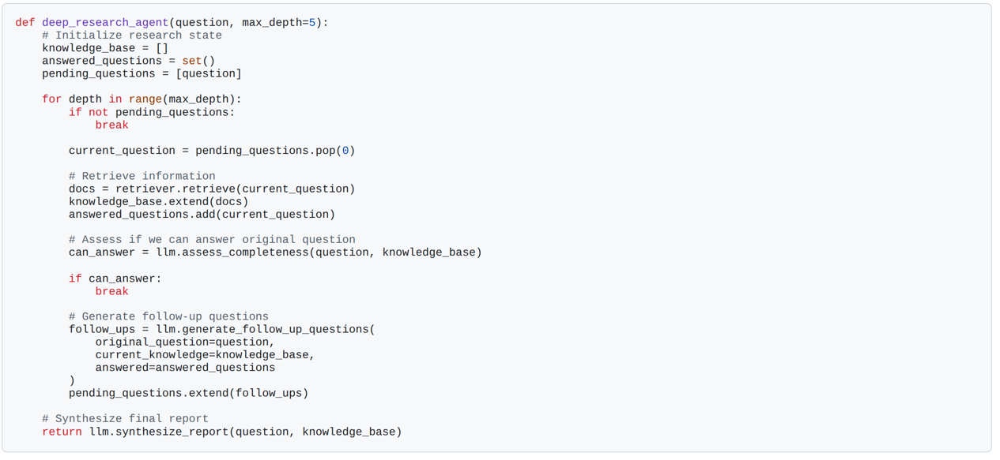 def deep_research_agent(question, max_depth=5):
    # Initialize research state
    knowledge_base = []
    answered_questions = set()
    pending_questions = [question]

    for depth in range(max_depth):
        if not pending_questions:
            break

        current_question = pending_questions.pop(0)

        # Retrieve information
        docs = retriever.retrieve(current_question)
        knowledge_base.extend(docs)
        answered_questions.add(current_question)

        # Assess if we can answer original question
        can_answer = llm.assess_completeness(question, knowledge_base)

        if can_answer:
            break

        # Generate follow-up questions
        follow_ups = llm.generate_follow_up_questions(
            original_question=question,
            current_knowledge=knowledge_base,
            answered=answered_questions
        )
        pending_questions.extend(follow_ups)

    # Synthesize final report
    return llm.synthesize_report(question, knowledge_base)